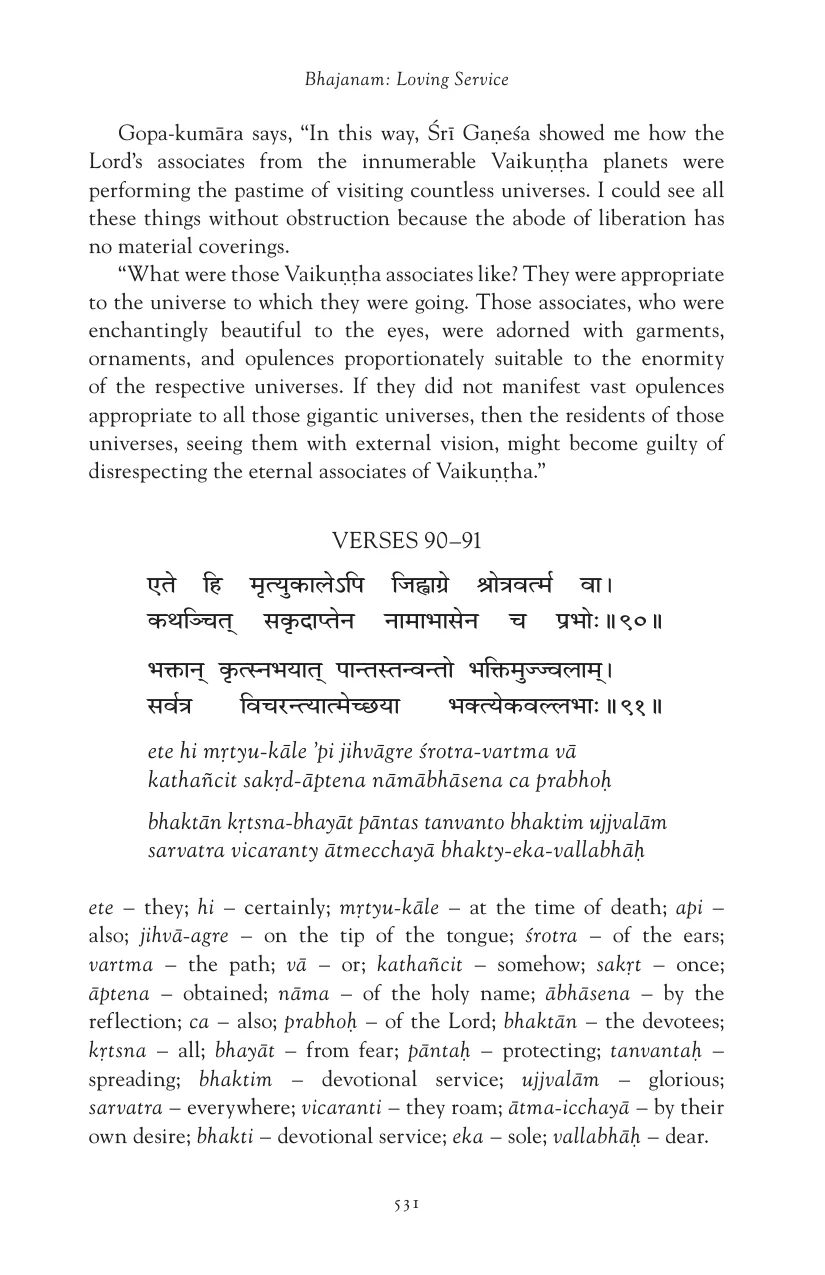 Bhajanam: Loving Service
Gopa-kumāra says, “In this way, Śrī Gaṇeśa showed me how the
Lord’s associates from the innumerable Vaikuṇṭha planets were
performing the pastime of visiting countless universes. I could see all
these things without obstruction because the abode of liberation has
no material coverings.
“What were those Vaikuṇṭha associates like? They were appropriate
to the universe to which they were going. Those associates, who were
enchantingly beautiful to the eyes, were adorned with garments,
ornaments, and opulences proportionately suitable to the enormity
of the respective universes. If they did not manifest vast opulences
appropriate to all those gigantic universes, then the residents of those
universes, seeing them with external vision, might become guilty of
disrespecting the eternal associates of Vaikuṇṭha.”
VERSES 90–91
एते हि मृत्युकालेऽपि जिह्वाग्रे श्रोत्रवर्त्म वा।
कथञ्चित् सकृदाप्तेन नामाभासेन च प्रभोः॥९०॥
भक्तान् कृत्स्नभयात् पान्तस्तन्वन्तो भक्तिमुज्ज्वलाम्।
सर्वत्र विचरन्त्यात्मेच्छया भक्त्येकवल्लभाः॥९१॥
ete hi mṛtyu-kāle ’pi jihvāgre śrotra-vartma vā
kathañcit sakṛd-āptena nāmābhāsena ca prabhoḥ
bhaktān kṛtsna-bhayāt pāntas tanvanto bhaktim ujjvalām
sarvatra vicaranty ātmecchayā bhakty-eka-vallabhāḥ
ete – they; hi – certainly; mṛtyu-kāle – at the time of death; api –
also; jihvā-agre – on the tip of the tongue; śrotra – of the ears;
vartma – the path; vā – or; kathañcit – somehow; sakṛt – once;
āptena – obtained; nāma – of the holy name; ābhāsena – by the
reflection; ca – also; prabhoḥ – of the Lord; bhaktān – the devotees;
kṛtsna – all; bhayāt – from fear; pāntaḥ – protecting; tanvantaḥ –
spreading; bhaktim – devotional service; ujjvalām – glorious;
sarvatra – everywhere; vicaranti – they roam; ātma-icchayā – by their
own desire; bhakti – devotional service; eka – sole; vallabhāḥ – dear.
531